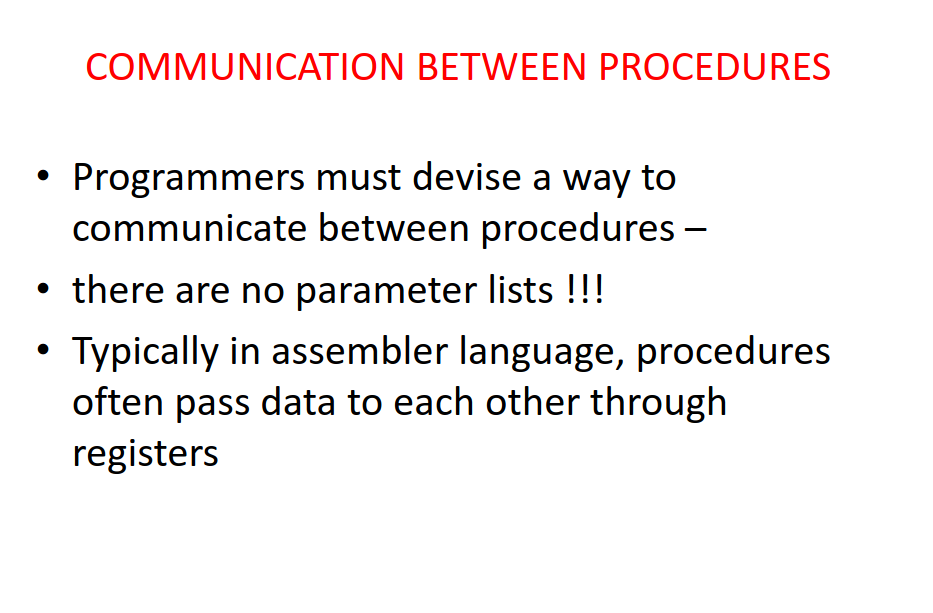 COMMUNICATION BETWEEN PROCEDURES
• Programmers must devise a way to
communicate between procedures –
• there are no parameter lists !!!
• Typically in assembler language, procedures
often pass data to each other through
registers